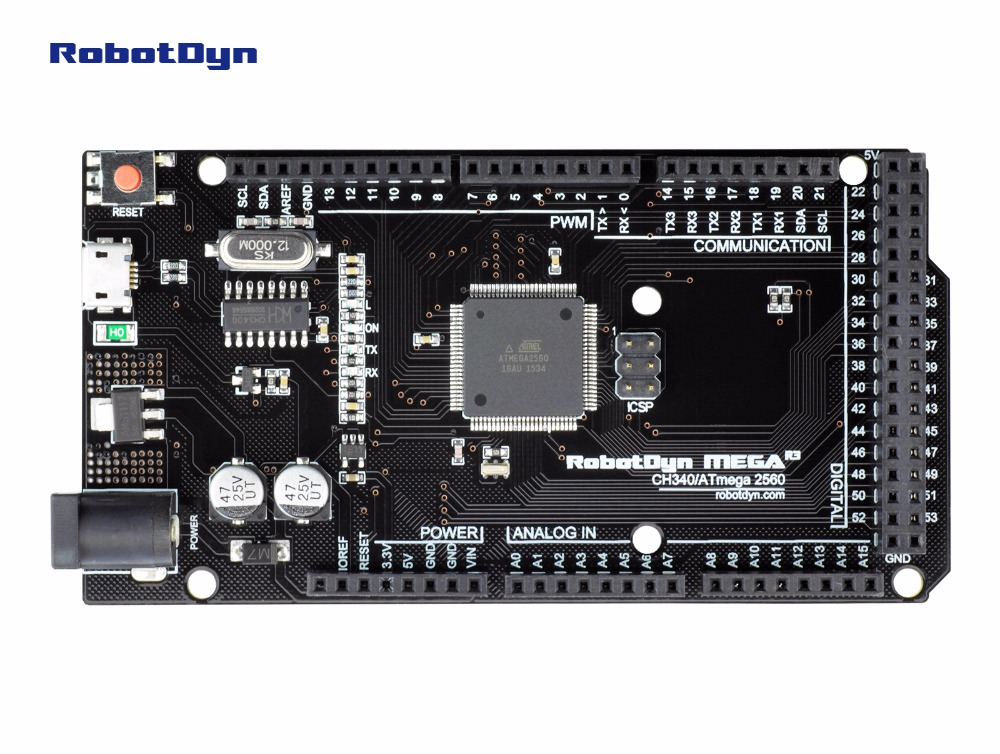 RobotDyn
RESET
SCL
SDA
AREF
GND
13
12
11
10
9
8
7
6
5
4
3
2
1
0
TX>
RX<
14
15
16
17
18
19
20
21
TX3
RX3
TX2
RX2
TX1
RX1
SDA
SCL
PWM
COMMUNICATION
5V
22
24
26
28
30
32
34
36
38
40
42
44
46
48
50
52
31
33
35
37
39
41
43
45
47
49
51
53
GND
DIGITAL
KS
12.000M
L
ON
TX
RX
ATMEL
ATMEGA2560
16AU 1534
1
ICSP
RobotDyn MEGA R3
CH340/ATmega 2560
robotdyn.com
47
25V
UT
47
25V
UT
M7
POWER
IOREF
RESET
3.3V
5V
GND
GND
VIN
POWER
ANALOG IN
A0
A1
A2
A3
A4
A5
A6
A7
A8
A9
A10
A11
A12
A13
A14
A15